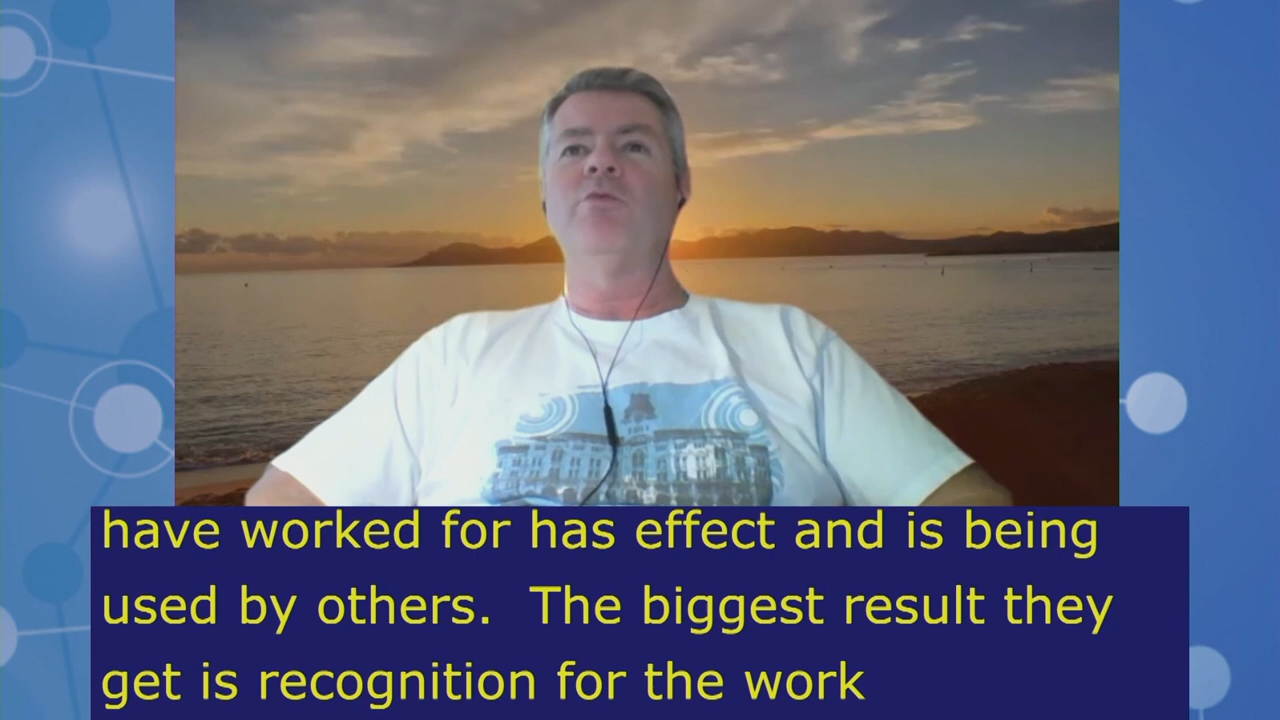 have worked for has effect and is being
used by others.  The biggest result they
get is recognition for the work